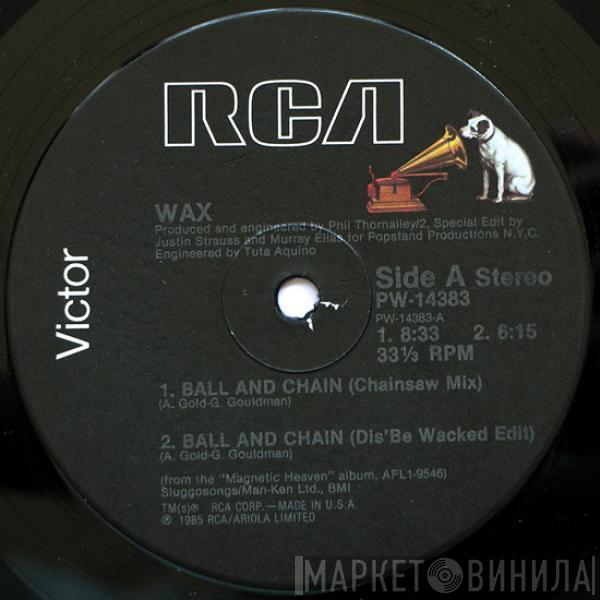 RCA
Victor
WAX
Produced and engineered by Phil Thornalley/2, Special Edit by
Justin Strauss and Murray Elias for Popstand Productions N.Y.C.
Engineered by Tuta Aquino
Side A Stereo
PW-14383
PW-14383-A
1. 8:33 2. 6:15
33⅓ RPM
1. BALL AND CHAIN (Chainsaw Mix)
(A. Gold-G. Gouldman)
2. BALL AND CHAIN (Dis'Be Wacked Edit)
(A. Gold-G. Gouldman)
(from the "Magnetic Heaven" album, AFL1-9546)
Sluggosongs/Man-Ken Ltd., BMI
TM(s)® RCA CORP.—MADE IN U.S.A.
℗ 1985 RCA/ARIOLA LIMITED
МАРКЕТ ВИНИЛА